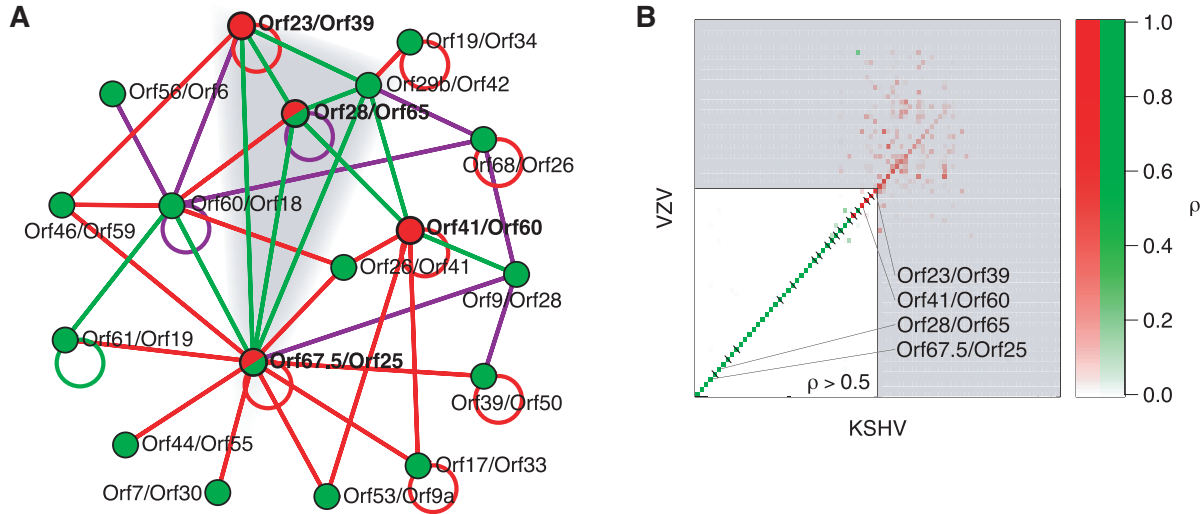 A
Orf23/Orf39
Orf19/Orf34
Orf29b/Orf42
Orf56/Orf6
Orf28/Orf65
Orf68/Orf26
Orf60/Orf18
Orf46/Orf59
Orf41/Orf60
Orf26/Orf41
Orf9/Orf28
Orf61/Orf19
Orf67.5/Orf25
Orf39/Orf50
Orf44/Orf55
Orf17/Orf33
Orf7/Orf30
Orf53/Orf9a
B
VZV
Orf23/Orf39
Orf41/Orf60
Orf28/Orf65
Orf67.5/Orf25
ρ > 0.5
KSHV
1.0
0.8
0.6
ρ
0.4
0.2
0.0